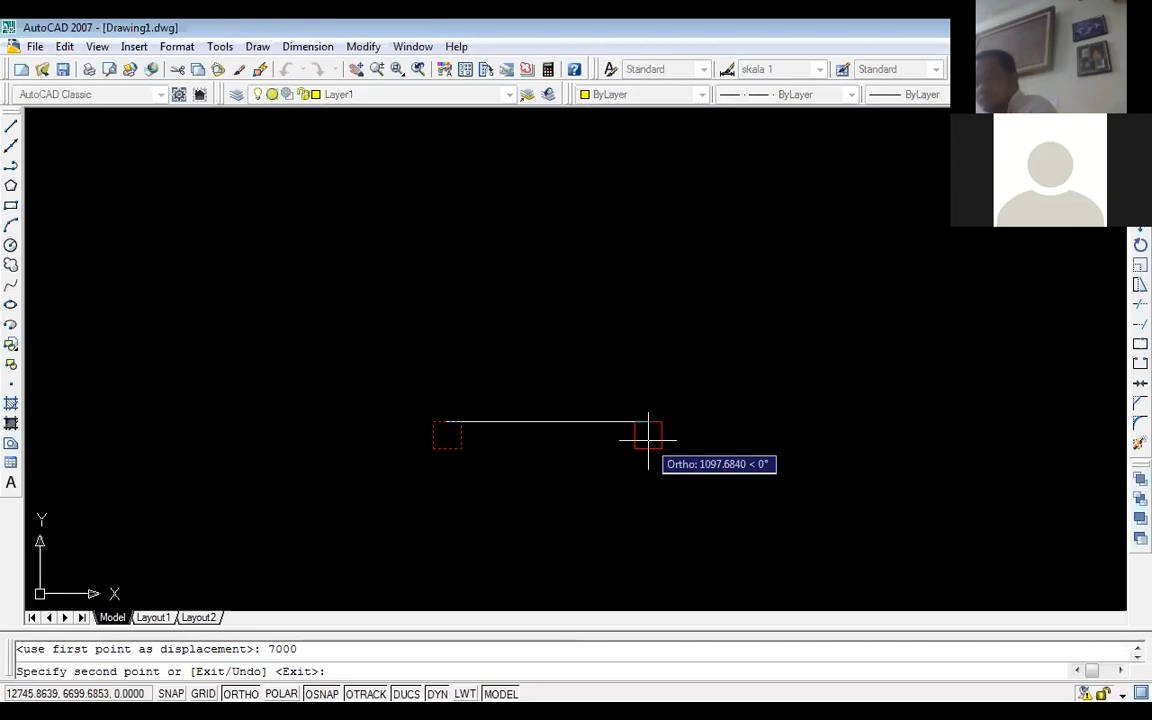 AutoCAD 2007 - [Drawing1.dwg]
File Edit View Insert Format Tools Draw Dimension Modify Window Help
Standard skala 1 Standard
AutoCAD Classic Layer1 ByLayer ByLayer ByLayer
Ortho: 1097.6840 < 0°
Y
X
A
Model Layout1 Layout2
<use first point as displacement>: 7000
Specify second point or [Exit/Undo] <Exit>:
12745.8639, 6699.6853, 0.0000 SNAP GRID ORTHO POLAR OSNAP OTRACK DUCS DYN LWT MODEL